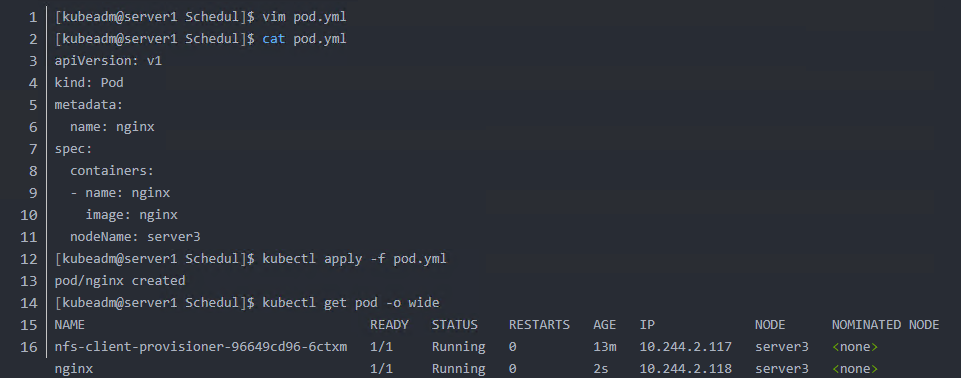 1 [kubeadm@server1 Schedul]$ vim pod.yml
2 [kubeadm@server1 Schedul]$ cat pod.yml
3 apiVersion: v1
4 kind: Pod
5 metadata:
6   name: nginx
7 spec:
8   containers:
9   - name: nginx
10     image: nginx
11   nodeName: server3
12 [kubeadm@server1 Schedul]$ kubectl apply -f pod.yml
13 pod/nginx created
14 [kubeadm@server1 Schedul]$ kubectl get pod -o wide
15 NAME                                     READY   STATUS    RESTARTS   AGE   IP             NODE      NOMINATED NODE
16 nfs-client-provisioner-96649cd96-6ctxm   1/1     Running   0          13m   10.244.2.117   server3   <none>
nginx                                    1/1     Running   0          2s    10.244.2.118   server3   <none>